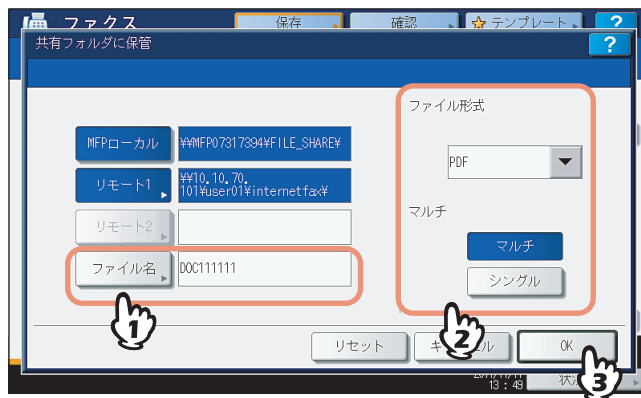 ファクス
保存
確認
テンプレート
?
共有フォルダに保管
?
ファイル形式
MFPローカル
¥¥MFP07317394¥FILE_SHARE¥
PDF
リモート1
¥¥10.10.70.
101¥user01¥internetfax¥
マルチ
リモート2
マルチ
ファイル名
DOC111111
シングル
1
2
リセット
OK
3
13:49